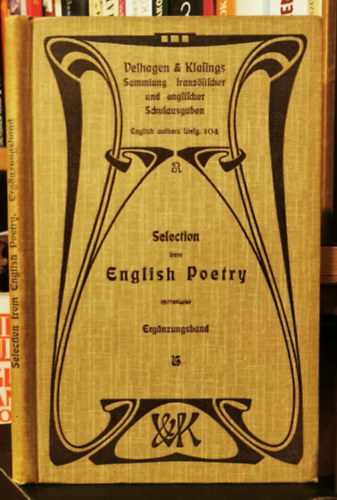 Velhagen & Klasings
Sammlung französischer
und englischer
Schulausgaben
English authors Liefg. 104
A
Selection
from
English Poetry
Ergänzungsband
B
V&K
Selection from English Poetry. Ergänzungsband